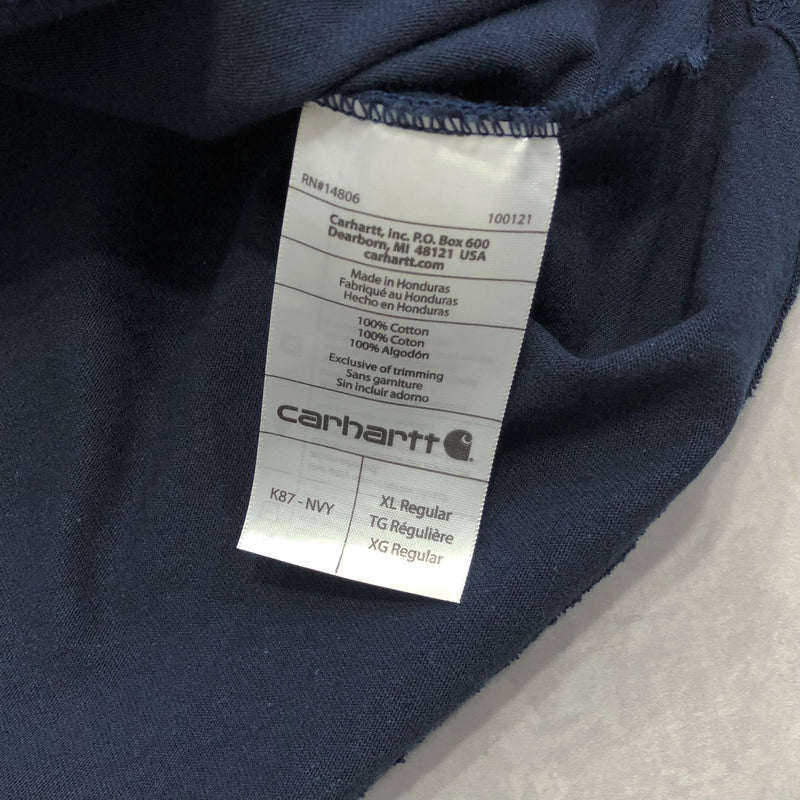 RN#14806
100121
Carhartt, Inc. P.O. Box 600
Dearborn, MI 48121 USA
carhartt.com
Made in Honduras
Fabriqué au Honduras
Hecho en Honduras
100% Cotton
100% Coton
100% Algodón
Exclusive of trimming
Sans garniture
Sin incluir adorno
carhartt
K87 - NVY
XL Regular
TG Régulière
XG Regular